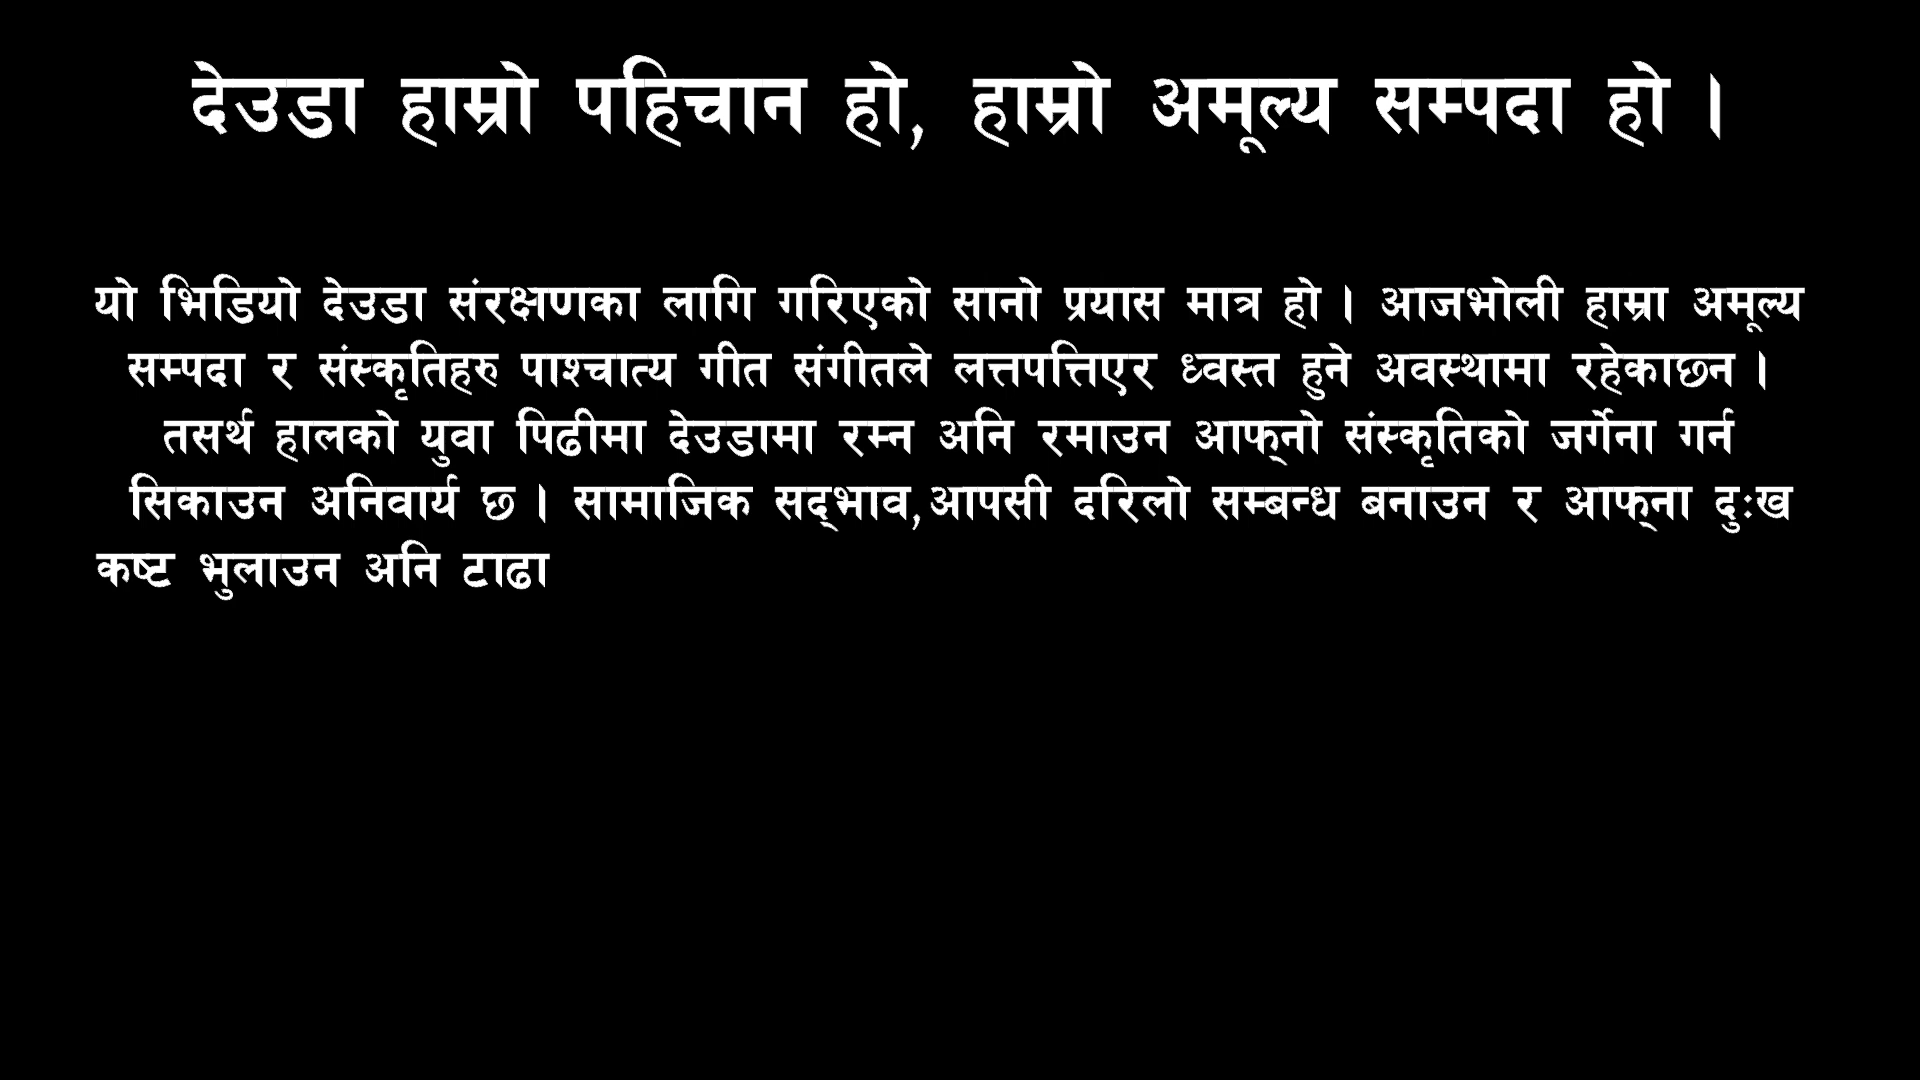 देउडा हाम्रो पहिचान हो, हाम्रो अमूल्य सम्पदा हो ।
यो भिडियो देउडा संरक्षणका लागि गरिएको सानो प्रयास मात्र हो । आजभोली हाम्रा अमूल्य
सम्पदा र संस्कृतिहरु पाश्चात्य गीत संगीतले लत्तपत्तिएर ध्वस्त हुने अवस्थामा रहेकाछन ।
तसर्थ हालको युवा पिढीमा देउडामा रम्न अनि रमाउन आफ्‌नो संस्कृतिको जर्गेना गर्न
सिकाउन अनिवार्य छ । सामाजिक सद्‌भाव,आपसी दरिलो सम्बन्ध बनाउन र आफ्‌ना दुःख
कष्ट भुलाउन अनि टाढा